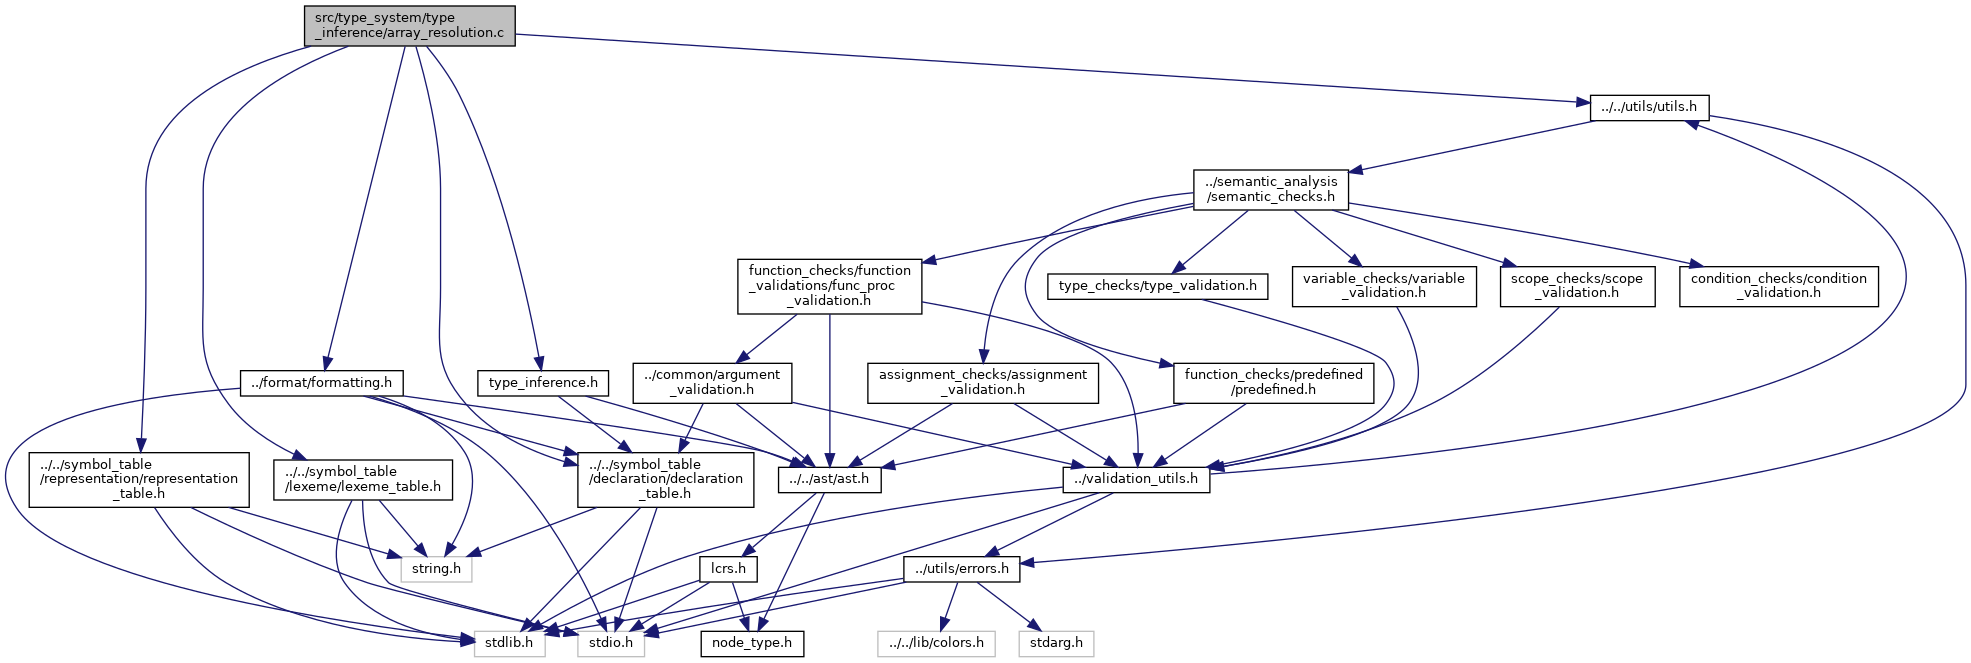 src/type_system/type
_inference/array_resolution.c
../../utils/utils.h
../semantic_analysis
/semantic_checks.h
function_checks/function
_validations/func_proc
_validation.h
type_checks/type_validation.h
variable_checks/variable
_validation.h
scope_checks/scope
_validation.h
condition_checks/condition
_validation.h
../format/formatting.h
type_inference.h
../common/argument
_validation.h
assignment_checks/assignment
_validation.h
function_checks/predefined
/predefined.h
../../symbol_table
/representation/representation
_table.h
../../symbol_table
/lexeme/lexeme_table.h
../../symbol_table
/declaration/declaration
_table.h
../../ast/ast.h
../validation_utils.h
string.h
lcrs.h
../utils/errors.h
stdlib.h
stdio.h
node_type.h
../../lib/colors.h
stdarg.h